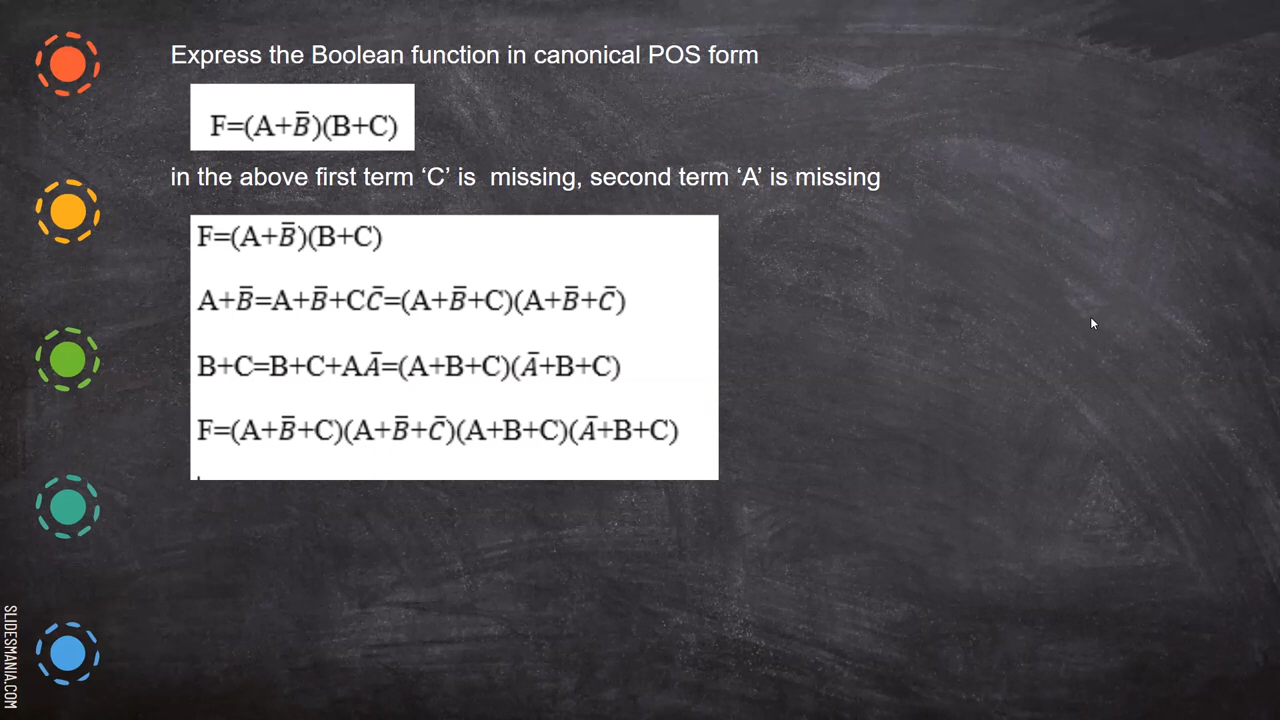 Express the Boolean function in canonical POS form
F=(A+B̅)(B+C)
in the above first term ‘C’ is missing, second term ‘A’ is missing
F=(A+B̅)(B+C)
A+B̅=A+B̅+CC̅=(A+B̅+C)(A+B̅+C̅)
B+C=B+C+AA̅=(A+B+C)(A̅+B+C)
F=(A+B̅+C)(A+B̅+C̅)(A+B+C)(A̅+B+C)
SLIDESMANIA.COM